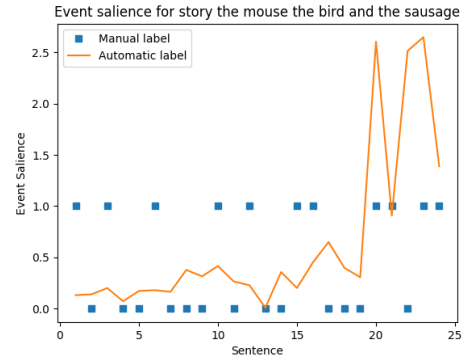 Event salience for story the mouse the bird and the sausage
Manual label
Automatic label
2.5
2.0
1.5
1.0
0.5
0.0
Event Salience
0 5 10 15 20 25
Sentence